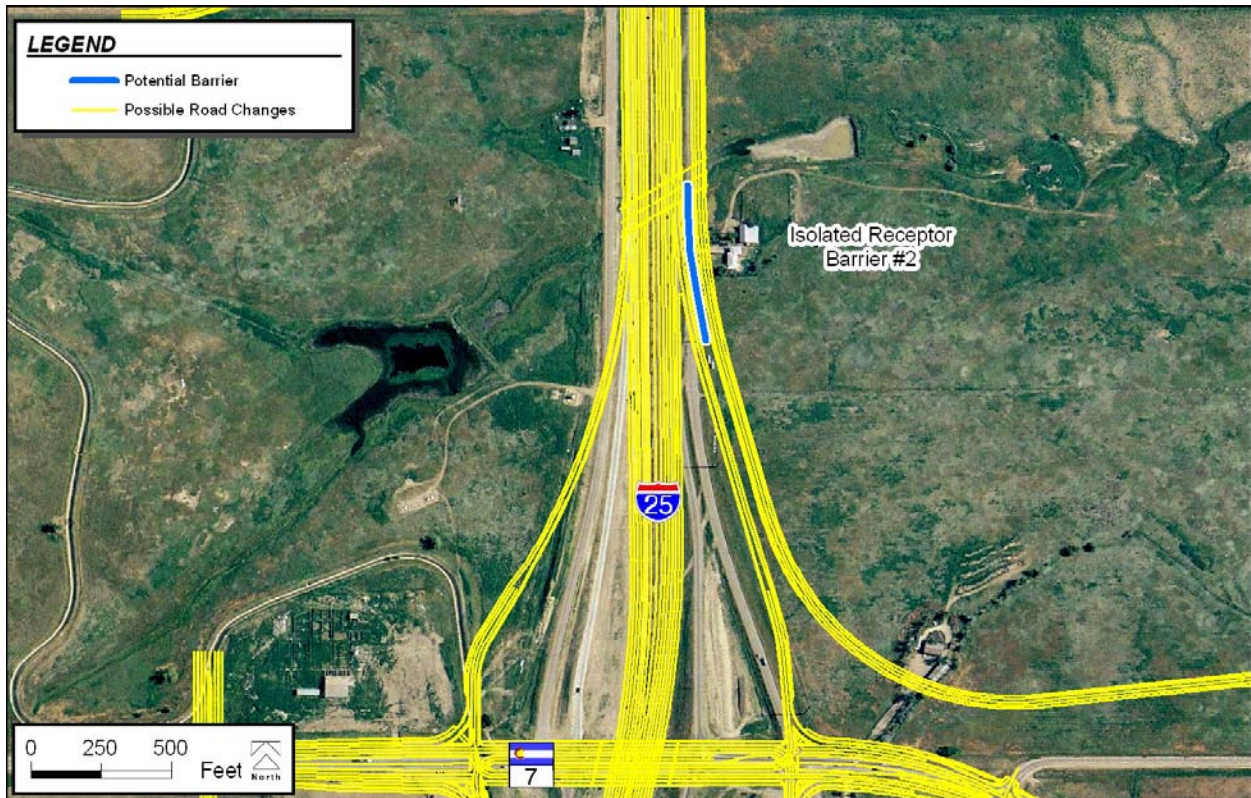 LEGEND
Potential Barrier
Possible Road Changes
Isolated Receptor
Barrier #2
25
7
0 250 500 Feet
North